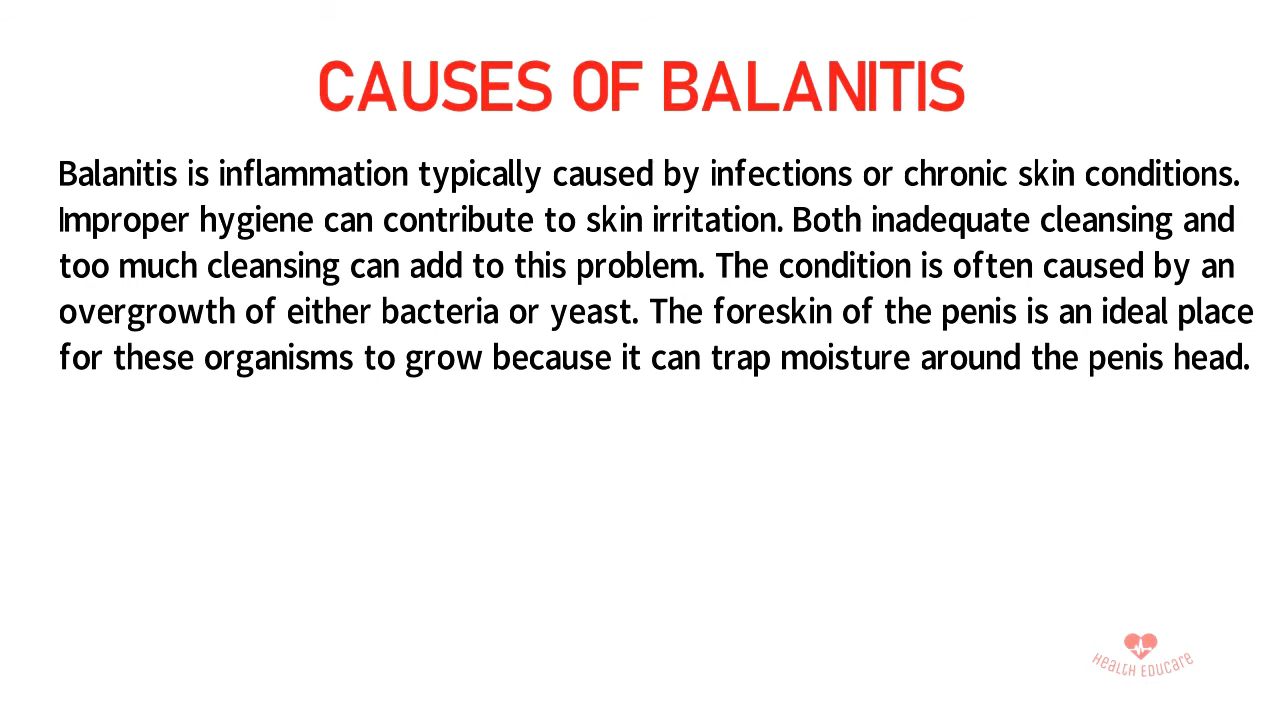 CAUSES OF BALANITIS
Balanitis is inflammation typically caused by infections or chronic skin conditions.
Improper hygiene can contribute to skin irritation. Both inadequate cleansing and
too much cleansing can add to this problem. The condition is often caused by an
overgrowth of either bacteria or yeast. The foreskin of the penis is an ideal place
for these organisms to grow because it can trap moisture around the penis head.
Health Educare